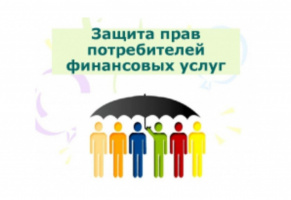 Защита прав
потребителей
финансовых услуг